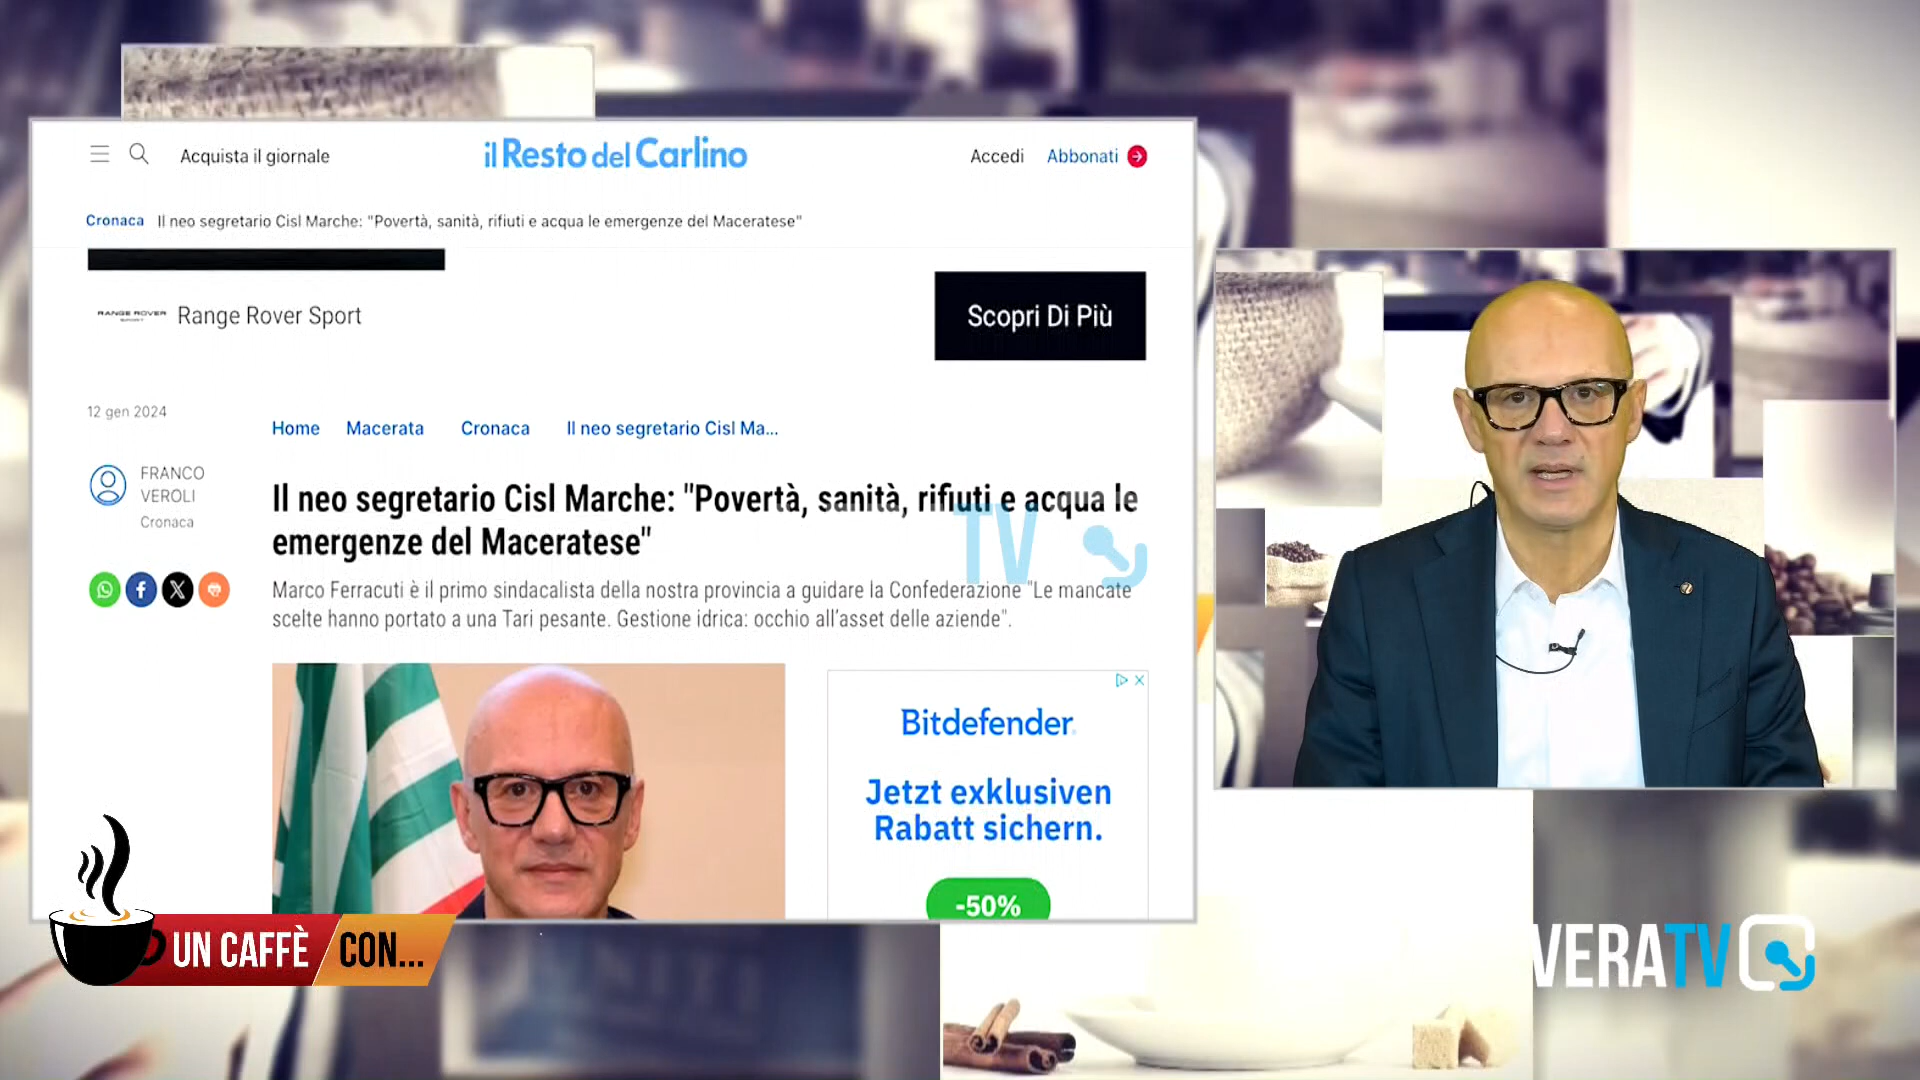 Acquista il giornale
il Resto del Carlino
Accedi
Abbonati
Cronaca
Il neo segretario Cisl Marche: "Povertà, sanità, rifiuti e acqua le emergenze del Maceratese"
RANGE ROVER
SPORT
Range Rover Sport
Scopri Di Più
12 gen 2024
Home
Macerata
Cronaca
Il neo segretario Cisl Ma...
FRANCO
VEROLI
Cronaca
Il neo segretario Cisl Marche: "Povertà, sanità, rifiuti e acqua le
emergenze del Maceratese"
TV
Marco Ferracuti è il primo sindacalista della nostra provincia a guidare la Confederazione "Le mancate
scelte hanno portato a una Tari pesante. Gestione idrica: occhio all'asset delle aziende".
Bitdefender
Jetzt exklusiven
Rabatt sichern.
-50%
UN CAFFÈ CON...
VERATV